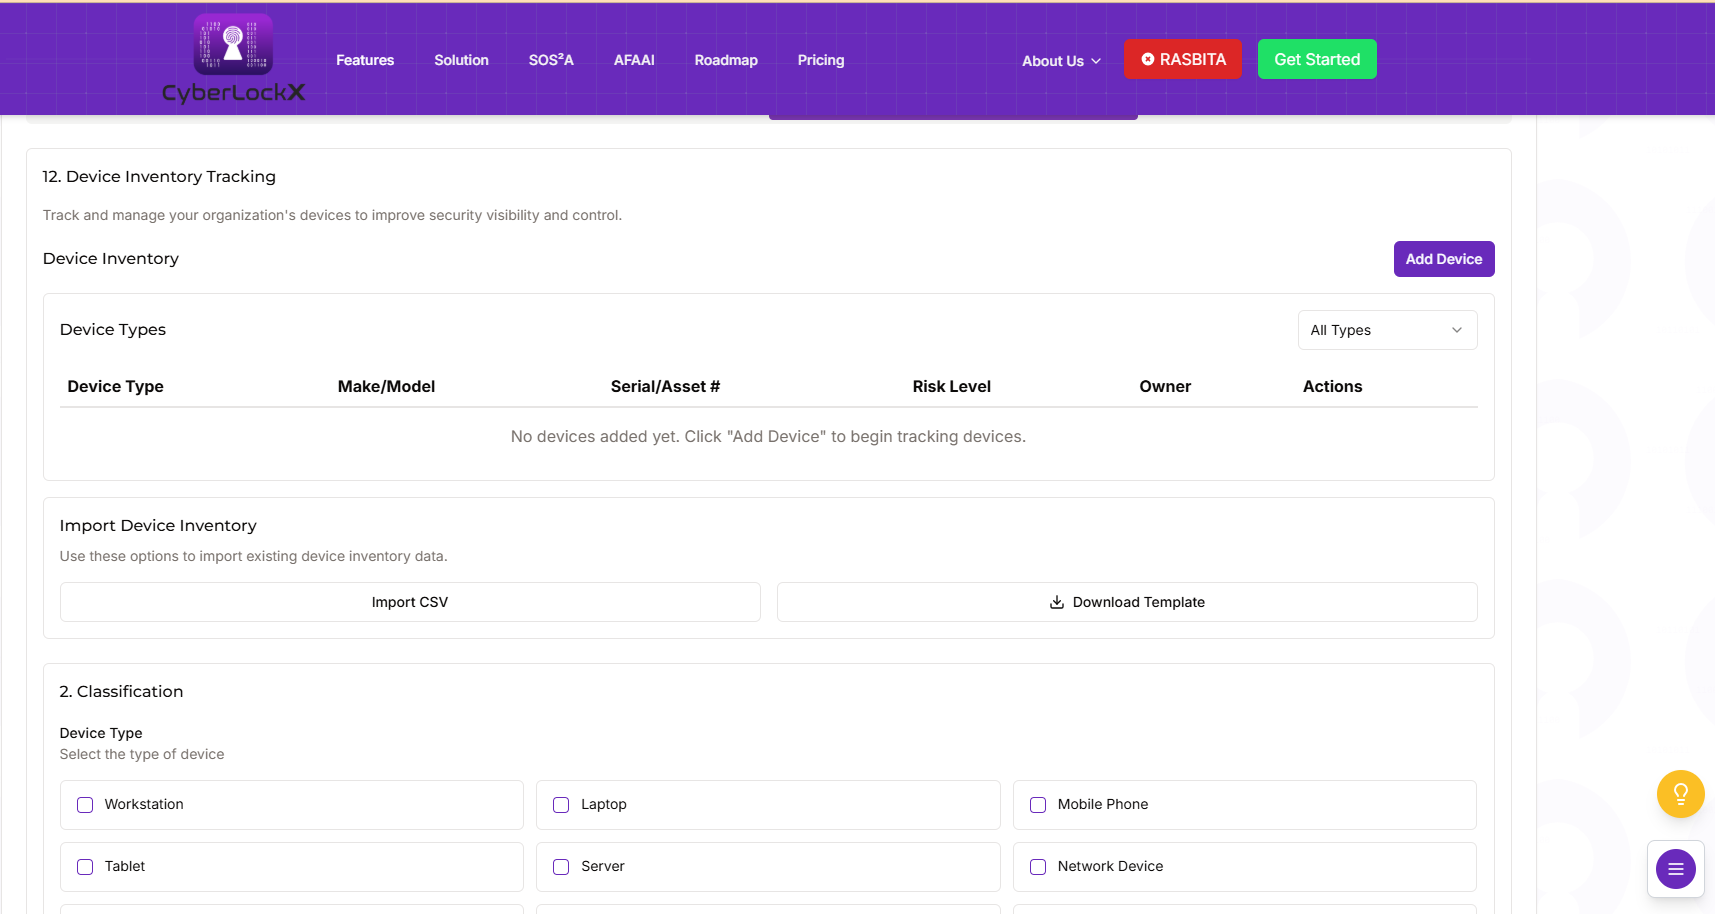 Features
Solution
SOS²A
AFAAI
Roadmap
Pricing
About Us
RASBITA
Get Started
CyberLockX
12. Device Inventory Tracking
Track and manage your organization's devices to improve security visibility and control.
Device Inventory
Add Device
Device Types
All Types
Device Type Make/Model Serial/Asset # Risk Level Owner Actions
No devices added yet. Click "Add Device" to begin tracking devices.
Import Device Inventory
Use these options to import existing device inventory data.
Import CSV
Download Template
2. Classification
Device Type
Select the type of device
Workstation
Laptop
Mobile Phone
Tablet
Server
Network Device